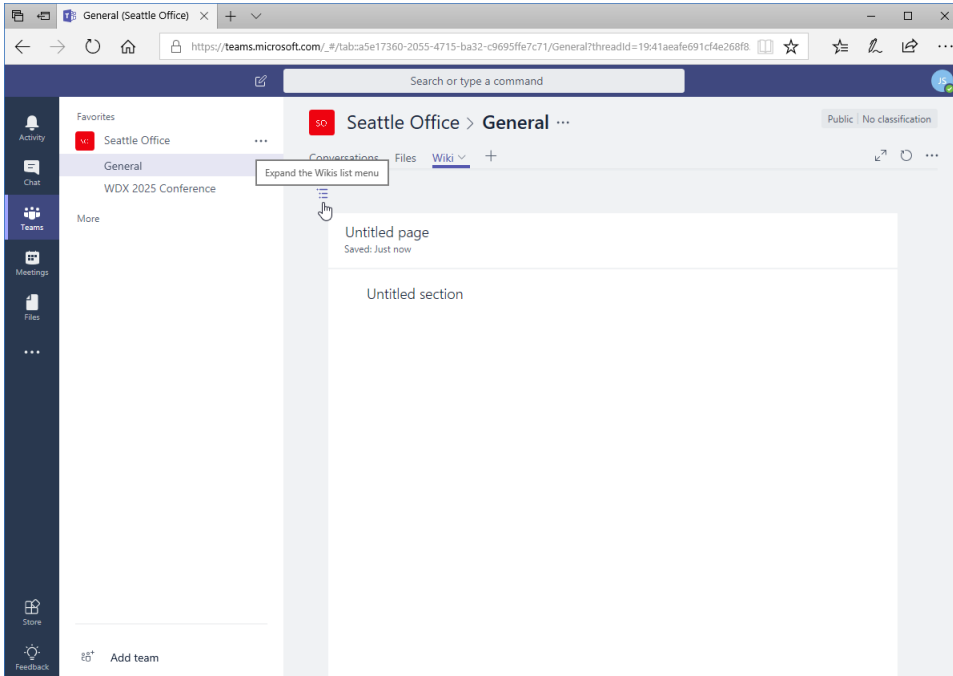 General (Seattle Office)
https://teams.microsoft.com/_#/tab::a5e17360-2055-4715-ba32-c9695ffe7c71/General?threadId=19:41aeafe691cf4e268f8.
Search or type a command
JS
Activity
Chat
Teams
Meetings
Files
Store
Feedback
Favorites
SO Seattle Office
General
WDX 2025 Conference
More
Add team
SO Seattle Office > General ...
Public | No classification
Conversations Files Wiki
Expand the Wikis list menu
Untitled page
Saved: Just now
Untitled section